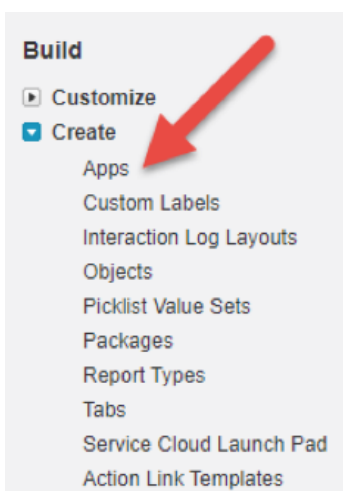 Build
Customize
Create
Apps
Custom Labels
Interaction Log Layouts
Objects
Picklist Value Sets
Packages
Report Types
Tabs
Service Cloud Launch Pad
Action Link Templates